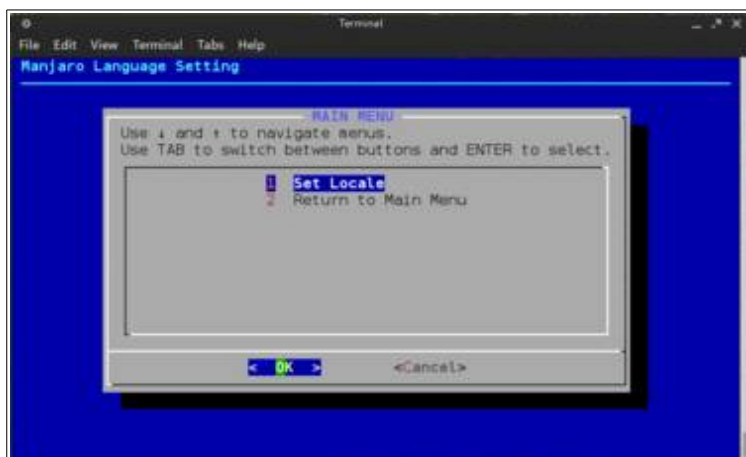 Terminal
File Edit View Terminal Tabs Help
Manjaro Language Setting
MAIN MENU
Use ↓ and ↑ to navigate menus.
Use TAB to switch between buttons and ENTER to select.
1 Set Locale
2 Return to Main Menu
< OK > <Cancel>